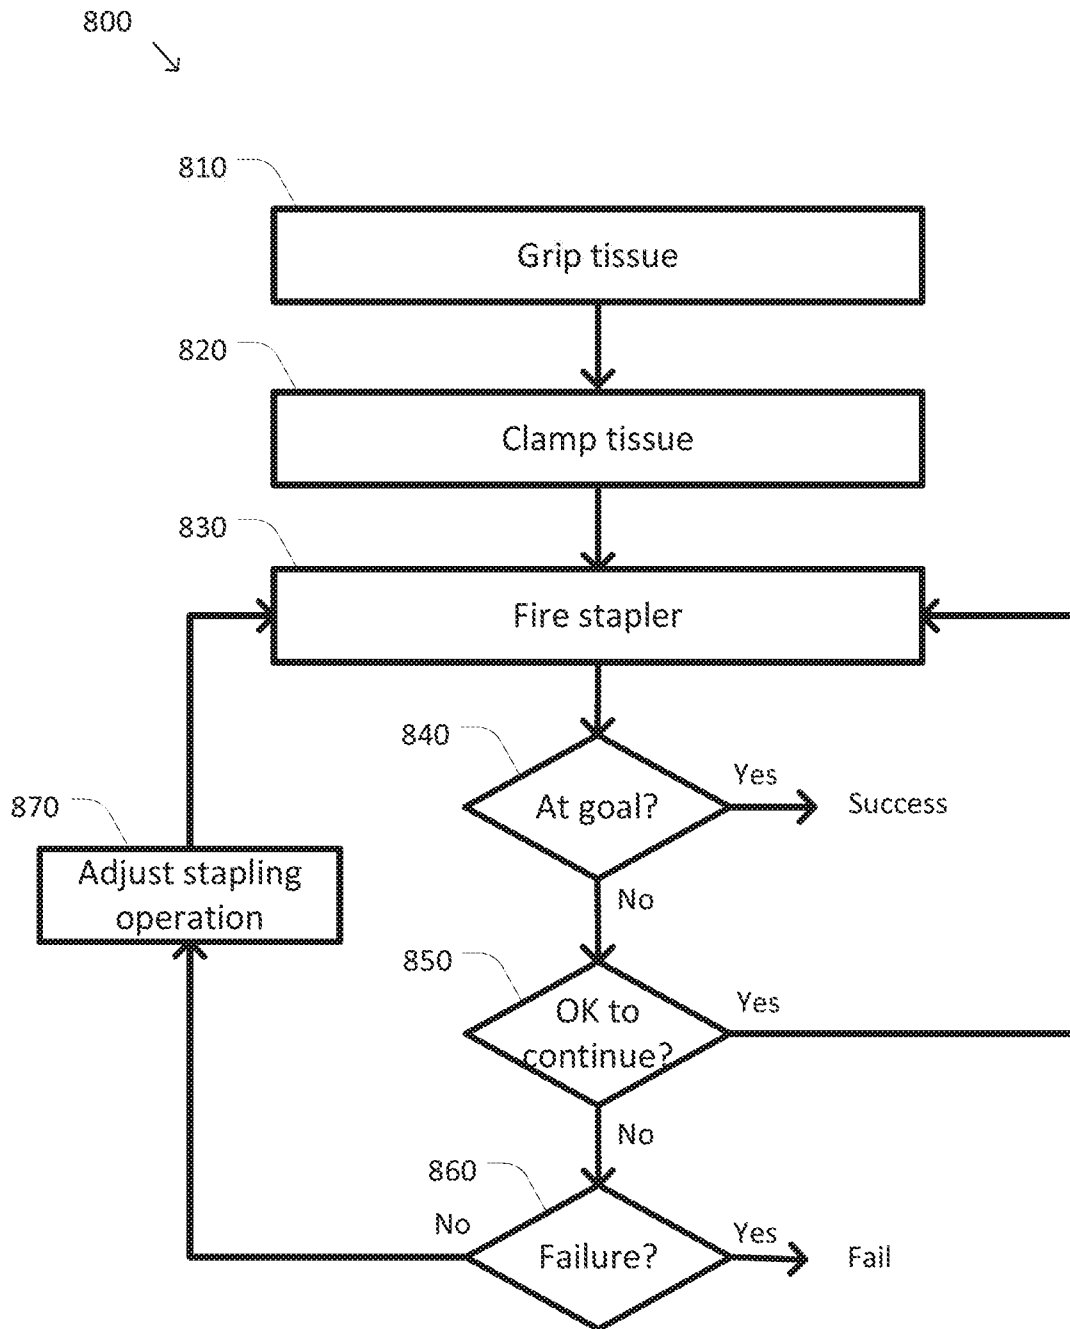 800
810
Grip tissue
820
Clamp tissue
830
Fire stapler
840
At goal?
Yes
Success
870
Adjust stapling
operation
No
850
OK to
continue?
Yes
No
860
No
Failure?
Yes
Fail